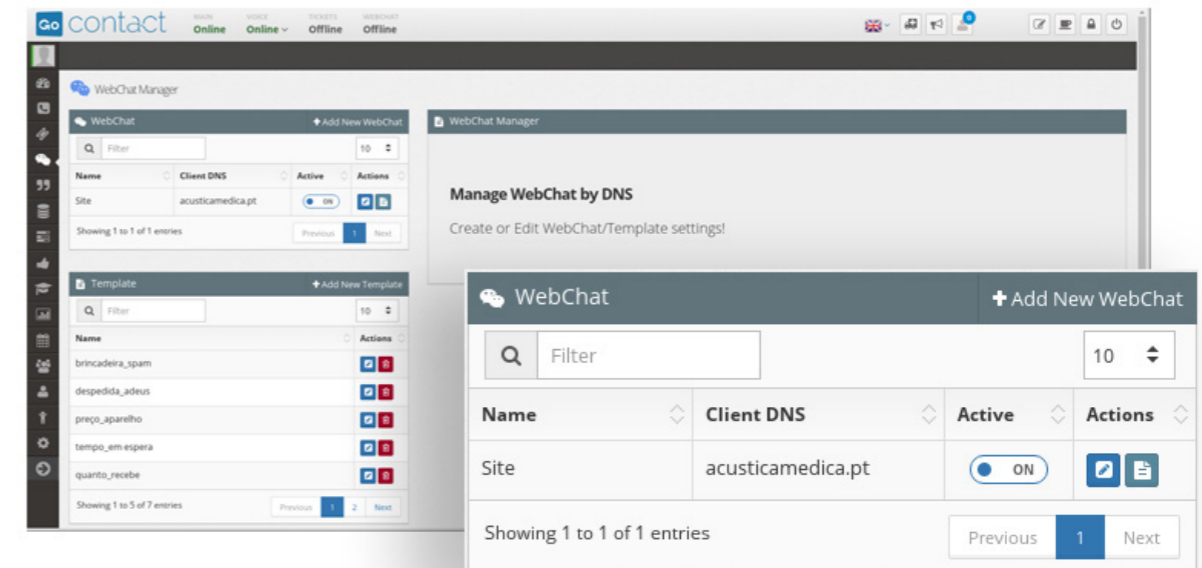 Go contact
MAIN VOICE TICKETS WEBCHAT
Online Online Offline Offline
0
WebChat Manager
WebChat + Add New WebChat
Filter 10
Name Client DNS Active Actions
Site acusticamedica.pt ON
Showing 1 to 1 of 1 entries Previous 1 Next
Template + Add New Template
Filter 10
Name Actions
brincadeira_spam
despedida_adeus
preço_aparelho
tempo_em espera
quanto_recebe
Showing 1 to 5 of 7 entries Previous 1 2 Next
WebChat Manager
Manage WebChat by DNS
Create or Edit WebChat/Template settings!
WebChat + Add New WebChat
Filter 10
Name Client DNS Active Actions
Site acusticamedica.pt ON
Showing 1 to 1 of 1 entries Previous 1 Next